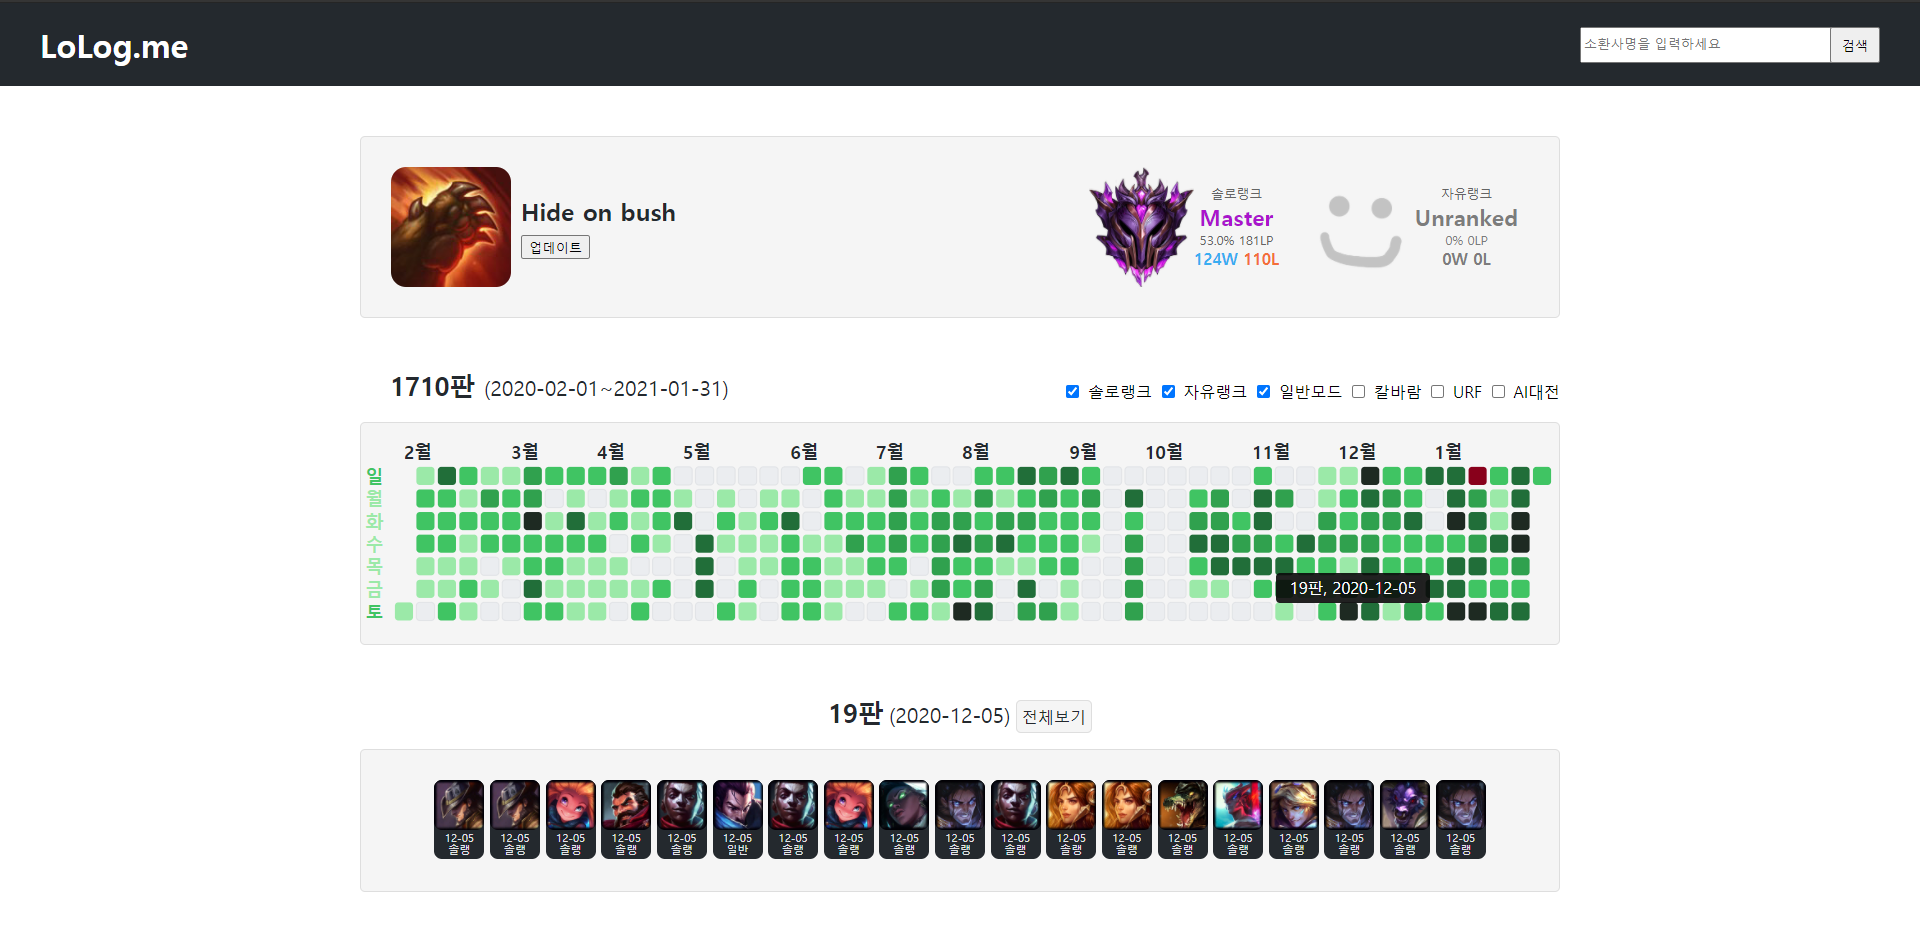 LoLog.me
소환사명을 입력하세요 검색
Hide on bush
업데이트
솔로랭크
Master
53.0% 181LP
124W 110L
자유랭크
Unranked
0% 0LP
0W 0L
1710판 (2020-02-01~2021-01-31)
솔로랭크 자유랭크 일반모드 칼바람 URF AI대전
2월 3월 4월 5월 6월 7월 8월 9월 10월 11월 12월 1월
일
월
화
수
목
금
토
19판, 2020-12-05
19판 (2020-12-05) 전체보기
12-05 12-05 12-05 12-05 12-05 12-05 12-05 12-05 12-05 12-05 12-05 12-05 12-05 12-05 12-05 12-05 12-05 12-05 12-05
솔랭 솔랭 솔랭 솔랭 솔랭 일반 솔랭 솔랭 솔랭 솔랭 솔랭 솔랭 솔랭 솔랭 솔랭 솔랭 솔랭 솔랭 솔랭